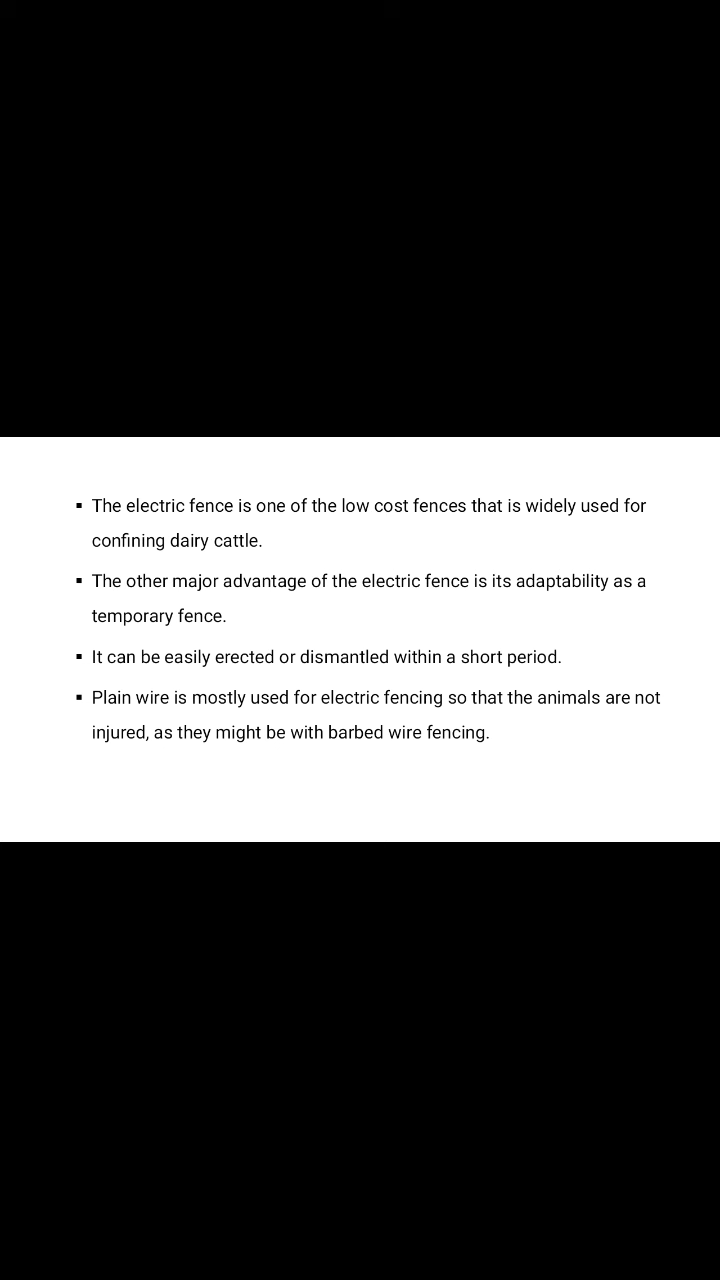 ▪ The electric fence is one of the low cost fences that is widely used for
confining dairy cattle.
▪ The other major advantage of the electric fence is its adaptability as a
temporary fence.
▪ It can be easily erected or dismantled within a short period.
▪ Plain wire is mostly used for electric fencing so that the animals are not
injured, as they might be with barbed wire fencing.